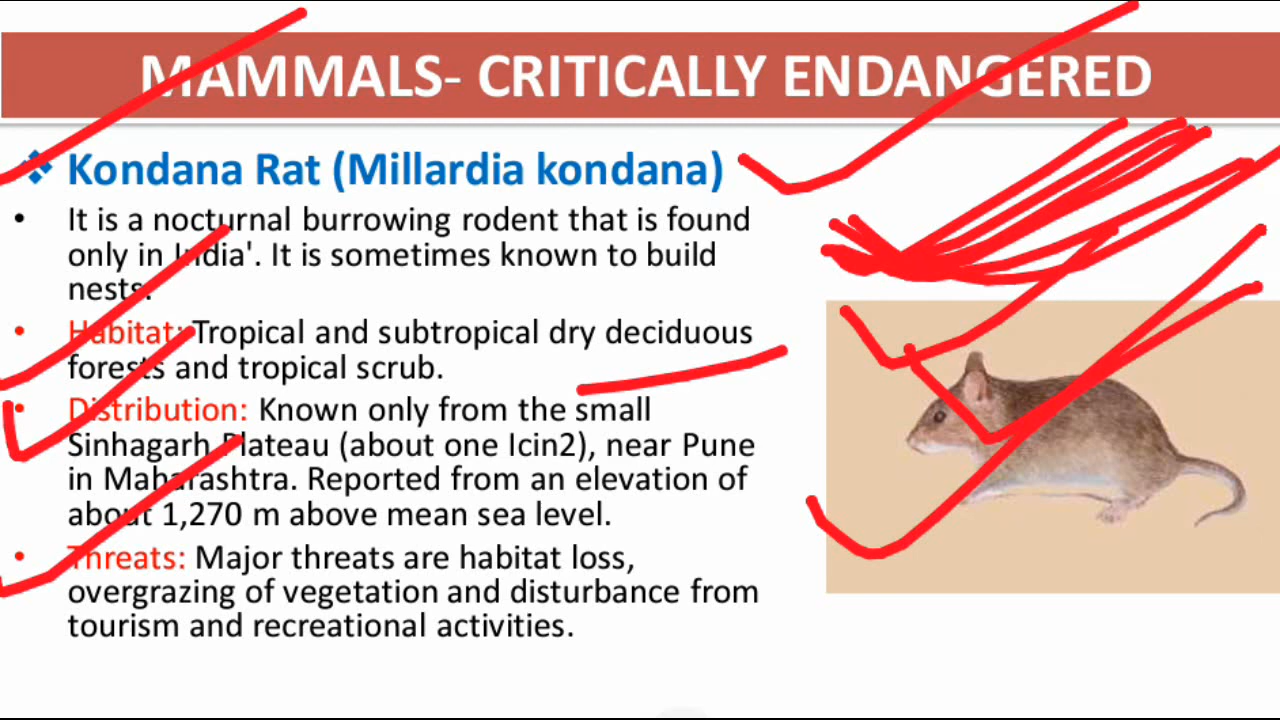 MAMMALS- CRITICALLY ENDANGERED
❖ Kondana Rat (Millardia kondana)
• It is a nocturnal burrowing rodent that is found
only in India'. It is sometimes known to build
nests.
• Habitat: Tropical and subtropical dry deciduous
forests and tropical scrub.
• Distribution: Known only from the small
Sinhagarh Plateau (about one Icin2), near Pune
in Maharashtra. Reported from an elevation of
about 1,270 m above mean sea level.
• Threats: Major threats are habitat loss,
overgrazing of vegetation and disturbance from
tourism and recreational activities.